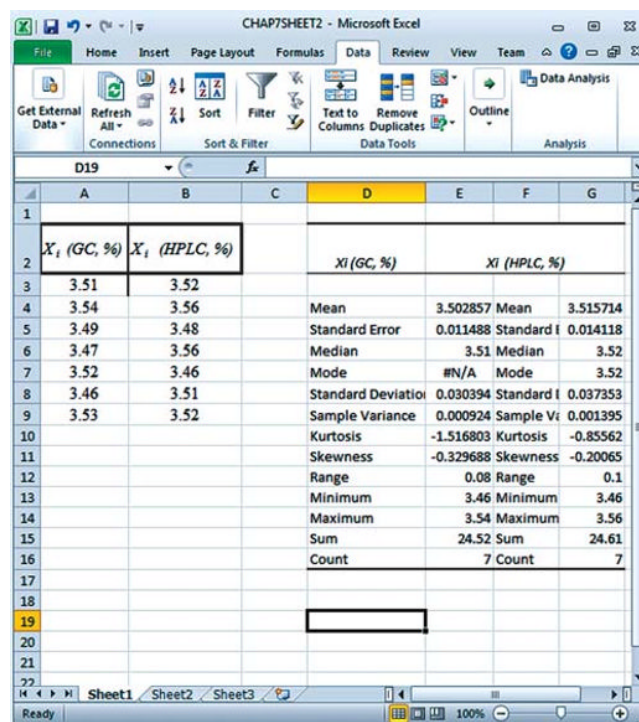 CHAP7SHEET2 - Microsoft Excel
File Home Insert Page Layout Formulas Data Review View Team
Get External Data
Refresh All
Sort
Filter
Text to Columns
Remove Duplicates
Outline
Data Analysis
Connections Sort & Filter Data Tools Analysis
D19 fx
A B C D E F G
1
2 Xi (GC, %) Xi (HPLC, %) Xi (GC, %) Xi (HPLC, %)
3 3.51 3.52
4 3.54 3.56 Mean 3.502857 Mean 3.515714
5 3.49 3.48 Standard Error 0.011488 Standard E 0.014118
6 3.47 3.56 Median 3.51 Median 3.52
7 3.52 3.46 Mode #N/A Mode 3.52
8 3.46 3.51 Standard Deviatio 0.030394 Standard D 0.037353
9 3.53 3.52 Sample Variance 0.000924 Sample Va 0.001395
10 Kurtosis -1.516803 Kurtosis -0.85562
11 Skewness -0.329688 Skewness -0.20065
12 Range 0.08 Range 0.1
13 Minimum 3.46 Minimum 3.46
14 Maximum 3.54 Maximum 3.56
15 Sum 24.52 Sum 24.61
16 Count 7 Count 7
17
18
19
20
21
22
Sheet1 Sheet2 Sheet3
Ready 100%